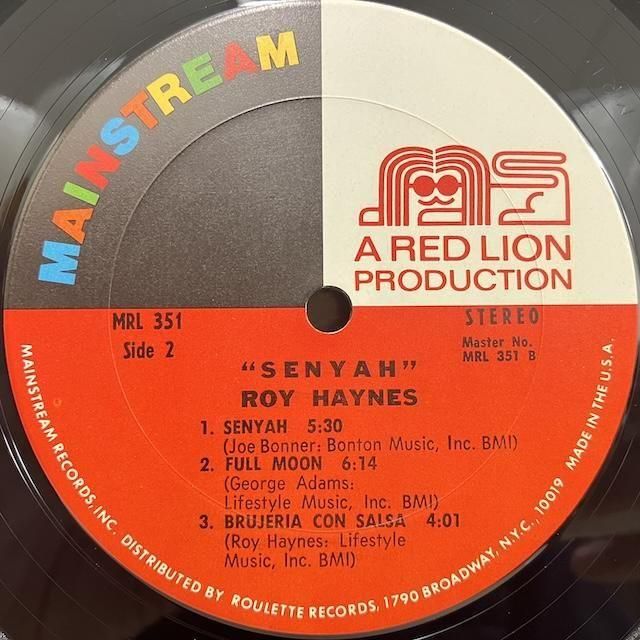 MAINSTREAM
A RED LION
PRODUCTION
MRL 351
Side 2
STEREO
Master No.
MRL 351 B
"SENYAH"
ROY HAYNES
1. SENYAH 5:30
(Joe Bonner: Bonton Music, Inc. BMI)
2. FULL MOON 6:14
(George Adams:
Lifestyle Music, Inc. BMI)
3. BRUJERIA CON SALSA 4:01
(Roy Haynes: Lifestyle
Music, Inc. BMI)
MAINSTREAM RECORDS, INC. DISTRIBUTED BY ROULETTE RECORDS, 1790 BROADWAY, N.Y.C., 10019 MADE IN THE U.S.A.